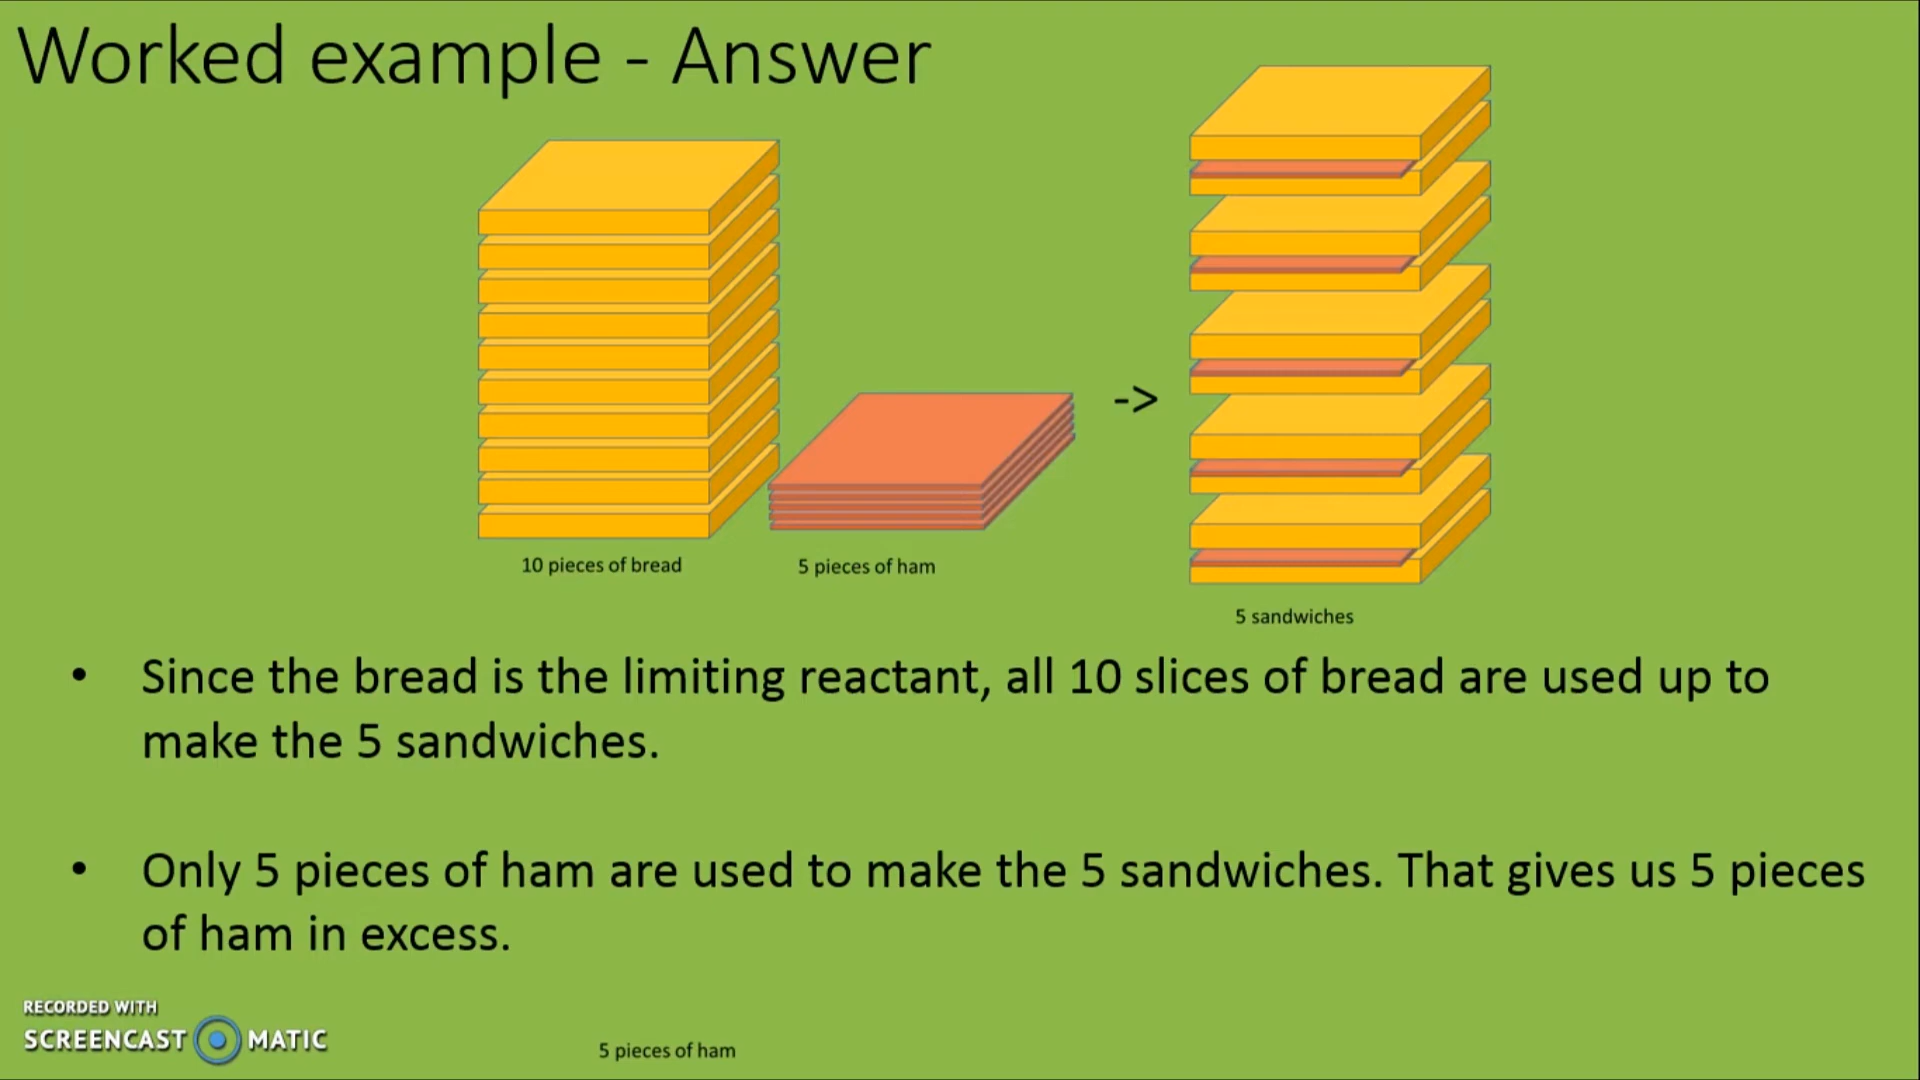 Worked example - Answer
->
10 pieces of bread
5 pieces of ham
5 sandwiches
• Since the bread is the limiting reactant, all 10 slices of bread are used up to
make the 5 sandwiches.
• Only 5 pieces of ham are used to make the 5 sandwiches. That gives us 5 pieces
of ham in excess.
RECORDED WITH
SCREENCAST MATIC
5 pieces of ham